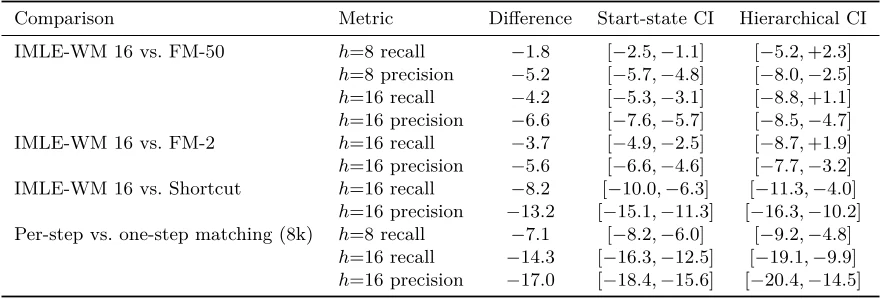 Comparison Metric Difference Start-state CI Hierarchical CI
IMLE-WM 16 vs. FM-50 h=8 recall −1.8 [−2.5, −1.1] [−5.2, +2.3]
h=8 precision −5.2 [−5.7, −4.8] [−8.0, −2.5]
h=16 recall −4.2 [−5.3, −3.1] [−8.8, +1.1]
h=16 precision −6.6 [−7.6, −5.7] [−8.5, −4.7]
IMLE-WM 16 vs. FM-2 h=16 recall −3.7 [−4.9, −2.5] [−8.7, +1.9]
h=16 precision −5.6 [−6.6, −4.6] [−7.7, −3.2]
IMLE-WM 16 vs. Shortcut h=16 recall −8.2 [−10.0, −6.3] [−11.3, −4.0]
h=16 precision −13.2 [−15.1, −11.3] [−16.3, −10.2]
Per-step vs. one-step matching (8k) h=8 recall −7.1 [−8.2, −6.0] [−9.2, −4.8]
h=16 recall −14.3 [−16.3, −12.5] [−19.1, −9.9]
h=16 precision −17.0 [−18.4, −15.6] [−20.4, −14.5]